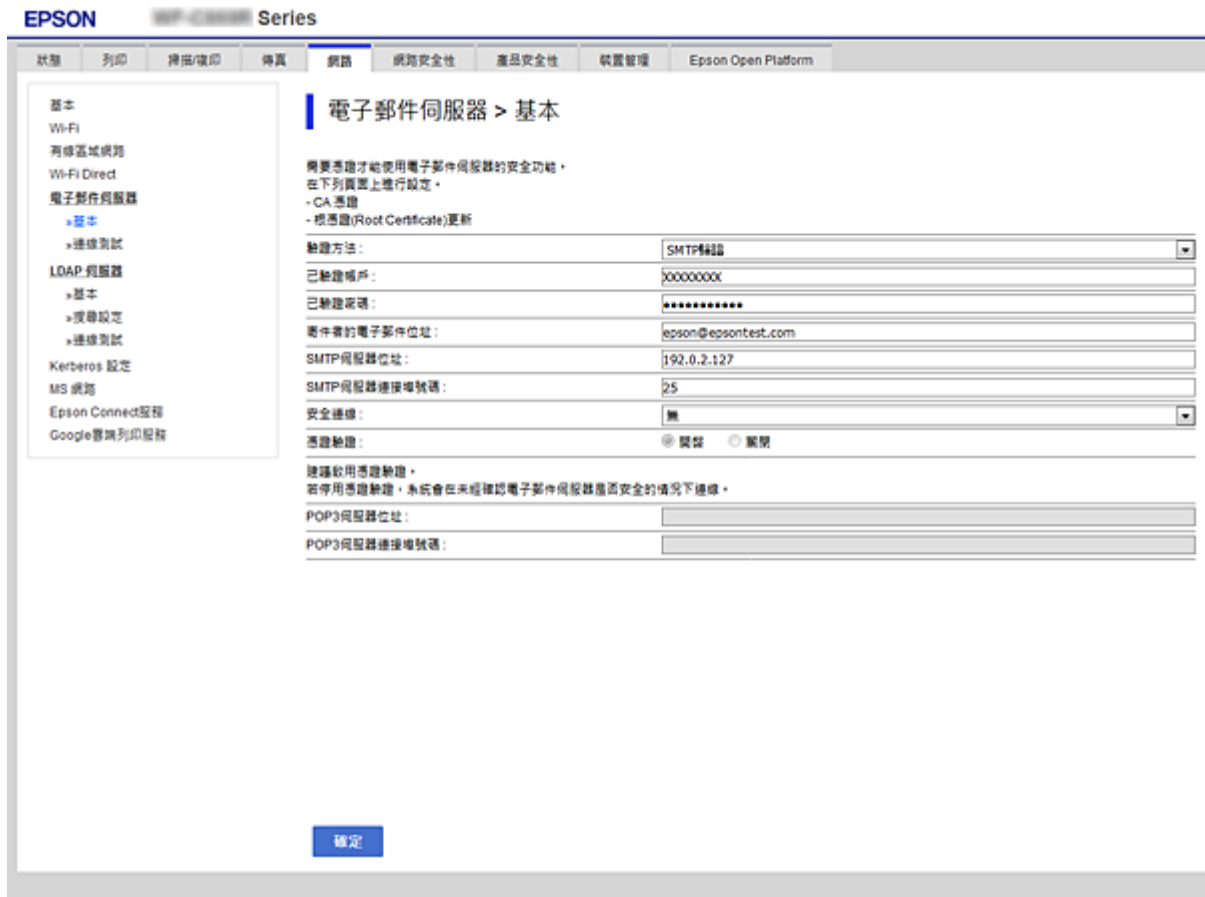 EPSON Series
狀態 列印 掃描/複印 傳真 網路 網路安全性 產品安全性 裝置管理 Epson Open Platform
基本
Wi-Fi
有線區域網路
Wi-Fi Direct
電子郵件伺服器
»基本
»連線測試
LDAP 伺服器
»基本
»搜尋設定
»連線測試
Kerberos 設定
MS 網路
Epson Connect服務
Google雲端列印服務
電子郵件伺服器 > 基本
需要憑證才能使用電子郵件伺服器的安全功能。
在下列頁面上進行設定。
- CA 憑證
- 根憑證(Root Certificate)更新
驗證方法 : SMTP驗證
已驗證帳戶 : XXXXXXXX
已驗證密碼 : •••••••••••
寄件者的電子郵件位址 : epson@epsontest.com
SMTP伺服器位址 : 192.0.2.127
SMTP伺服器連接埠號碼 : 25
安全連線 : 無
憑證驗證 : 開啟 關閉
建議啟用憑證驗證。
若停用憑證驗證，系統會在未經確認電子郵件伺服器是否安全的情況下連線。
POP3伺服器位址 :
POP3伺服器連接埠號碼 :
確定